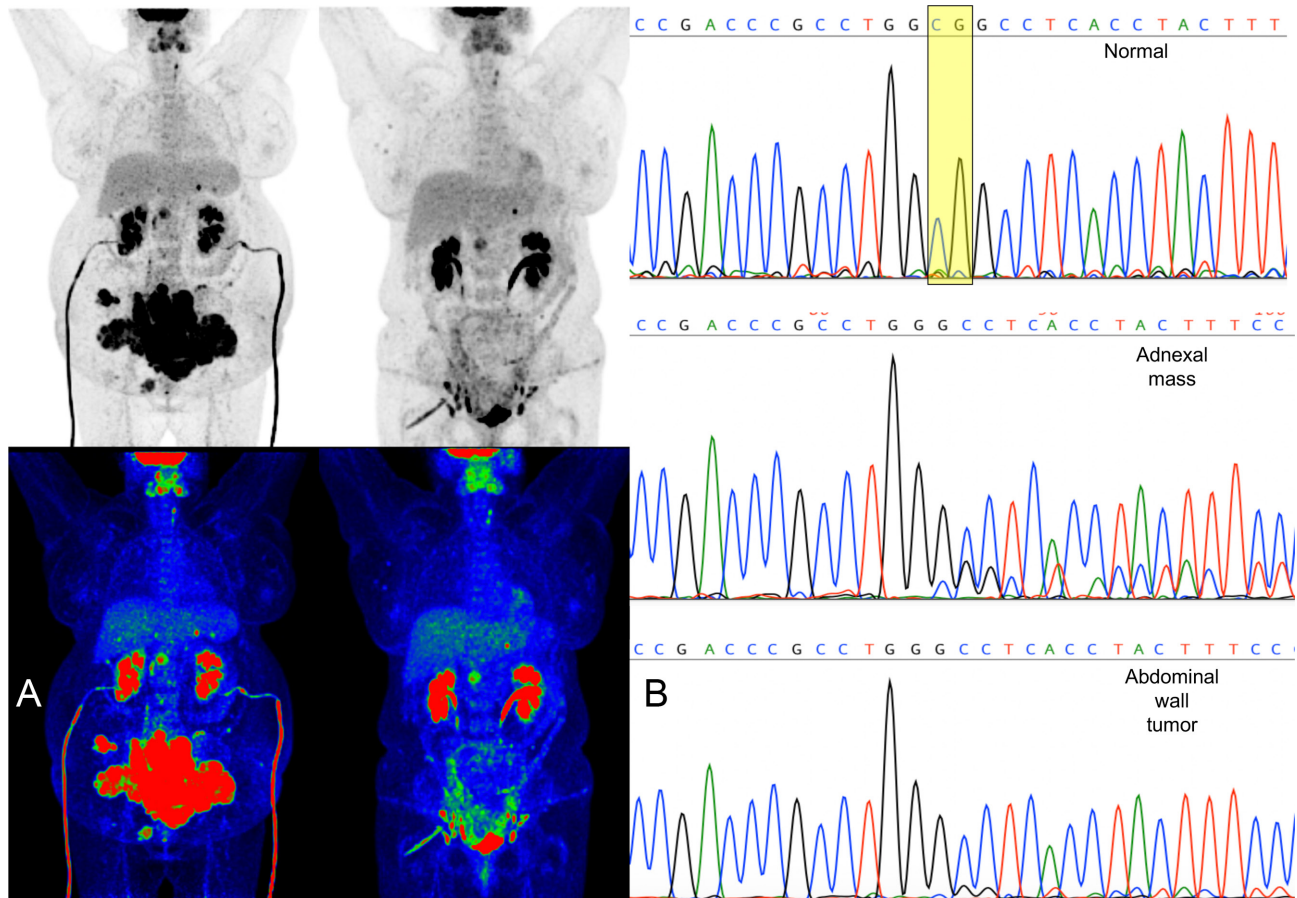 C C G A C C C G C C T G G C G G C C T C A C C T A C T T T
Normal
C C G A C C C G C C T G G G C C T C A C C T A C T T T C C
Adnexal
mass
C C G A C C C G C C T G G G C C T C A C C T A C T T T C C
Abdominal
wall
tumor
A
B